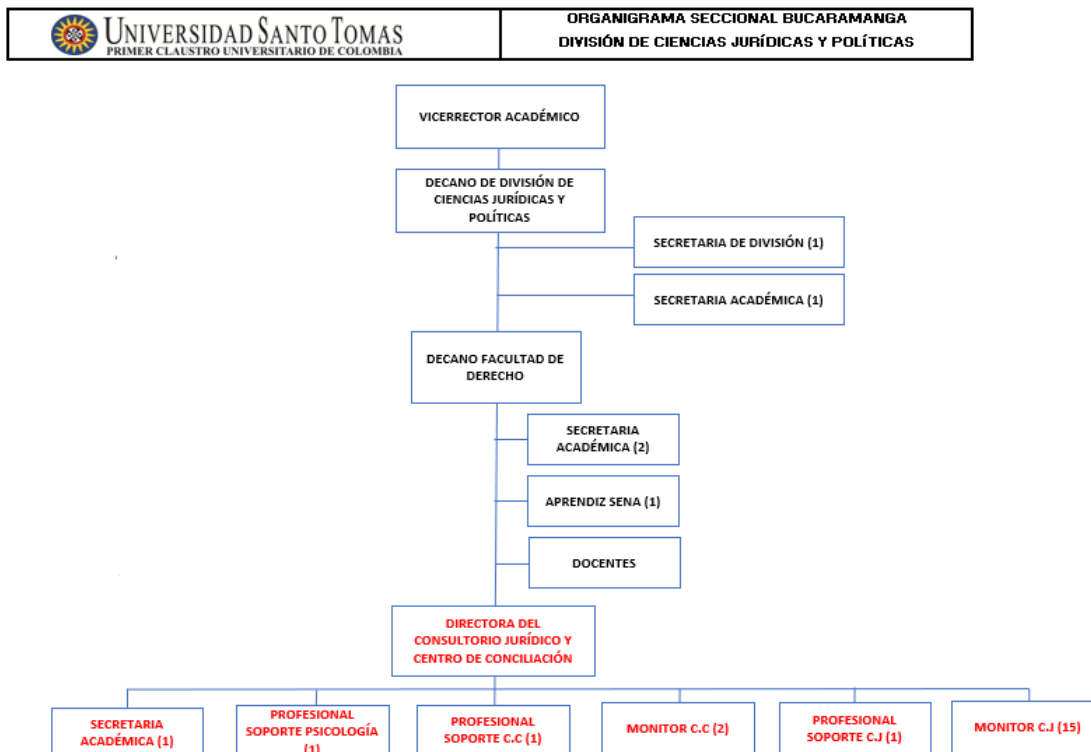 UNIVERSIDAD SANTO TOMAS
PRIMER CLAUSTRO UNIVERSITARIO DE COLOMBIA
ORGANIGRAMA SECCIONAL BUCARAMANGA
DIVISIÓN DE CIENCIAS JURÍDICAS Y POLÍTICAS
VICERRECTOR ACADÉMICO
DECANO DE DIVISIÓN DE
CIENCIAS JURÍDICAS Y
POLÍTICAS
SECRETARIA DE DIVISIÓN (1)
SECRETARIA ACADÉMICA (1)
DECANO FACULTAD DE
DERECHO
SECRETARIA
ACADÉMICA (2)
APRENDIZ SENA (1)
DOCENTES
DIRECTORA DEL
CONSULTORIO JURÍDICO Y
CENTRO DE CONCILIACIÓN
SECRETARIA
ACADÉMICA (1)
PROFESIONAL
SOPORTE PSICOLOGÍA
(1)
PROFESIONAL
SOPORTE C.C (1)
MONITOR C.C (2)
PROFESIONAL
SOPORTE C.J (1)
MONITOR C.J (15)